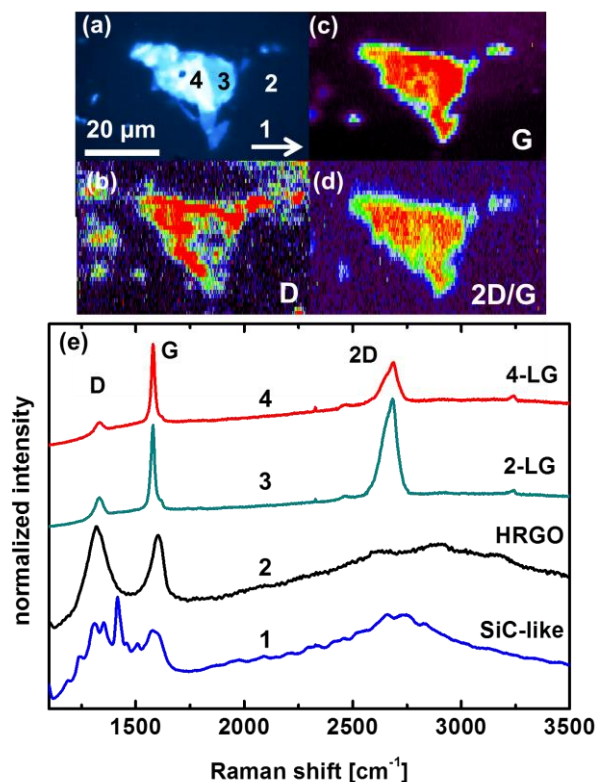 (a)
4 3 2
20 µm
1
(c)
G
(b)
D
(d)
2D/G
(e)
D G 2D
4 4-LG
3 2-LG
2 HRGO
1 SiC-like
normalized intensity
1500 2000 2500 3000 3500
Raman shift [cm⁻¹]